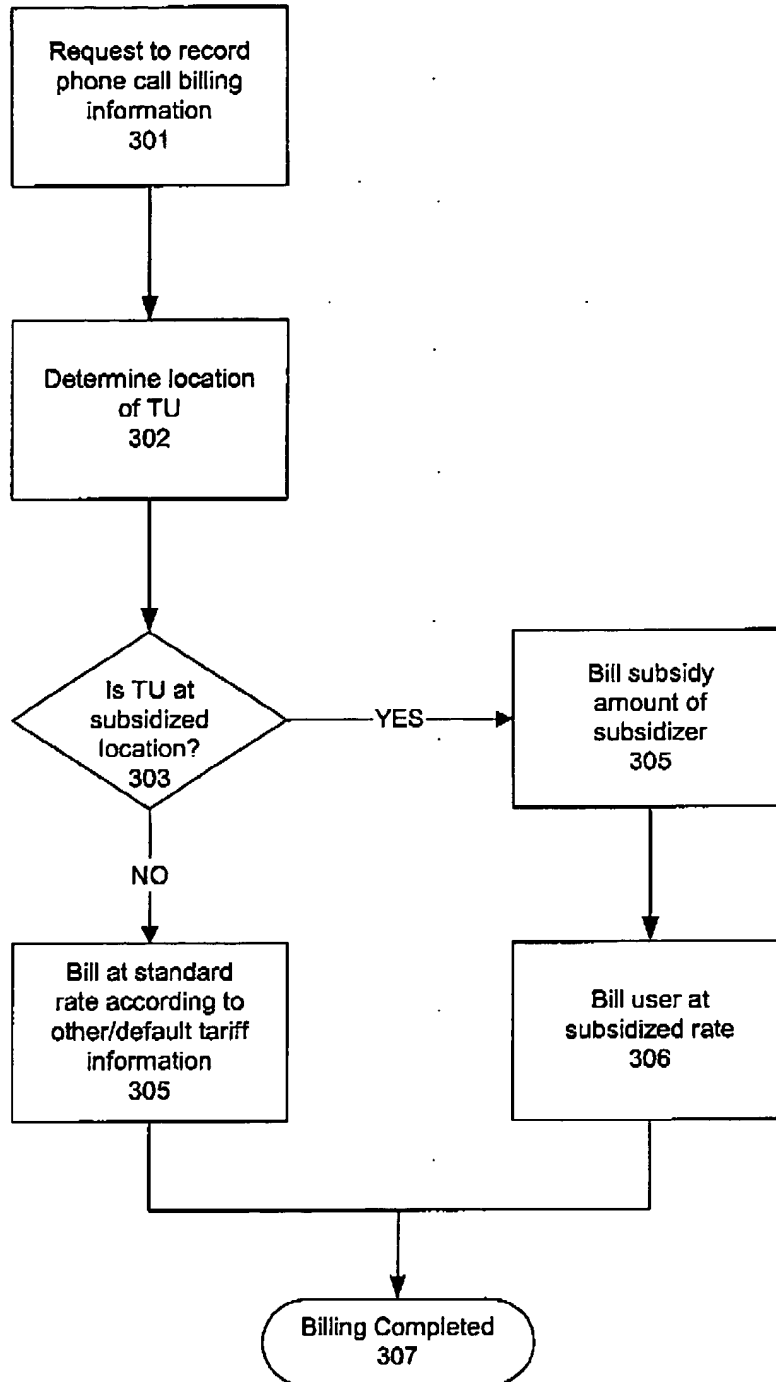 Request to record
phone call billing
information
301
Determine location
of TU
302
Is TU at
subsidized
location?
303
YES
Bill subsidy
amount of
subsidizer
305
NO
Bill at standard
rate according to
other/default tariff
information
305
Bill user at
subsidized rate
306
Billing Completed
307